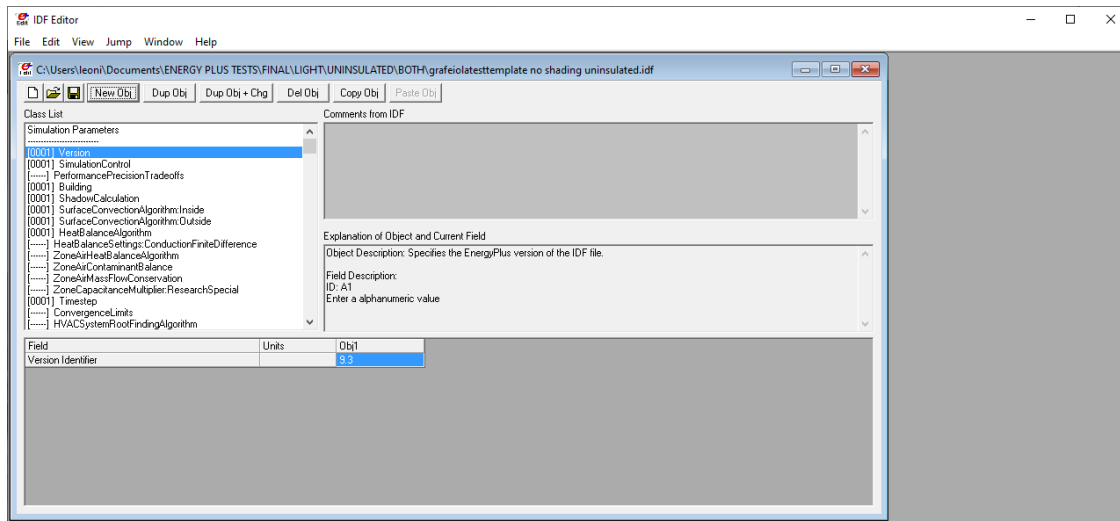 IDF Editor
File Edit View Jump Window Help
C:\Users\leoni\Documents\ENERGY PLUS TESTS\FINAL\LIGHT\UNINSULATED\BOTH\grafeiolatesttemplate no shading uninsulated.idf
New Obj Dup Obj Dup Obj + Chg Del Obj Copy Obj Paste Obj
Class List Comments from IDF
Simulation Parameters
-------------------------
[0001] Version
[0001] SimulationControl
[------] PerformancePrecisionTradeoffs
[0001] Building
[0001] ShadowCalculation
[0001] SurfaceConvectionAlgorithm:Inside
[0001] SurfaceConvectionAlgorithm:Outside
[0001] HeatBalanceAlgorithm
[------] HeatBalanceSettings:ConductionFiniteDifference
[------] ZoneAirHeatBalanceAlgorithm
[------] ZoneAirContaminantBalance
[------] ZoneAirMassFlowConservation
[------] ZoneCapacitanceMultiplier:ResearchSpecial
[0001] Timestep
[------] ConvergenceLimits
[------] HVACSystemRootFindingAlgorithm
Explanation of Object and Current Field
Object Description: Specifies the EnergyPlus version of the IDF file.
Field Description:
ID: A1
Enter a alphanumeric value
Field Units Obj1
Version Identifier 9.3